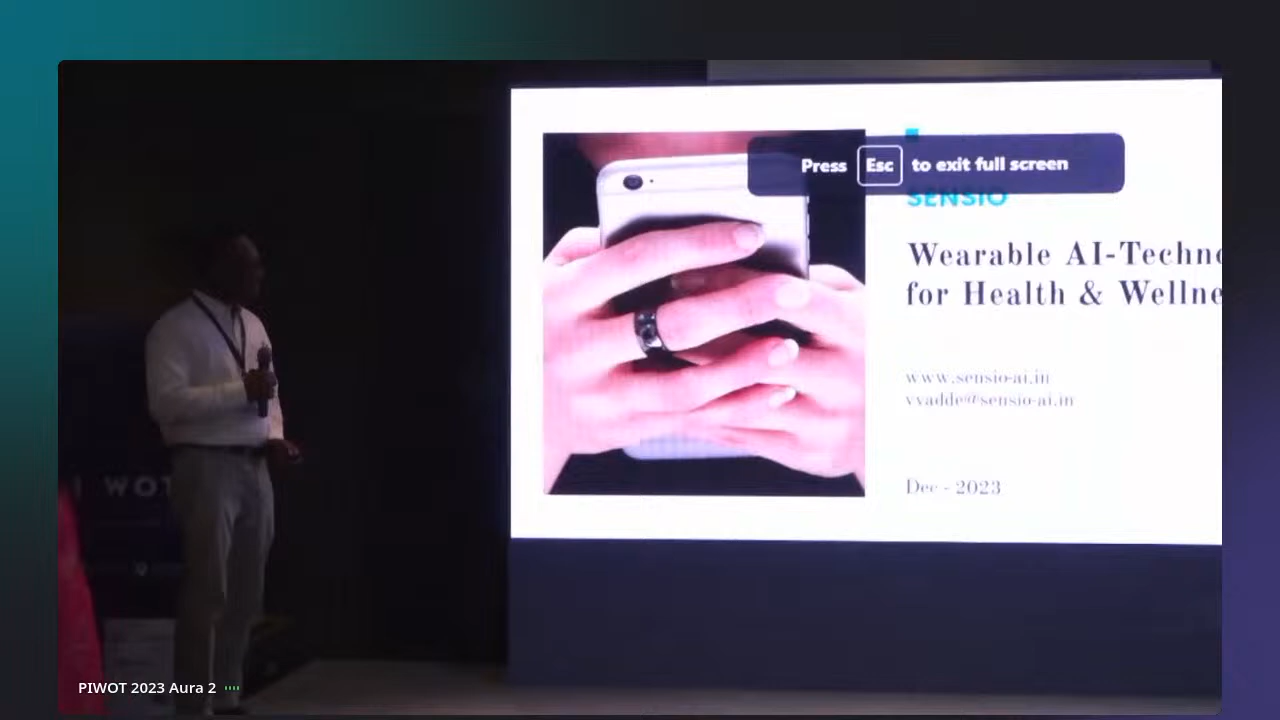 Press Esc to exit full screen
SENSIO
Wearable AI-Techno
for Health & Wellne
www.sensio-ai.in
vvadde@sensio-ai.in
Dec - 2023
I WOT
PIWOT 2023 Aura 2